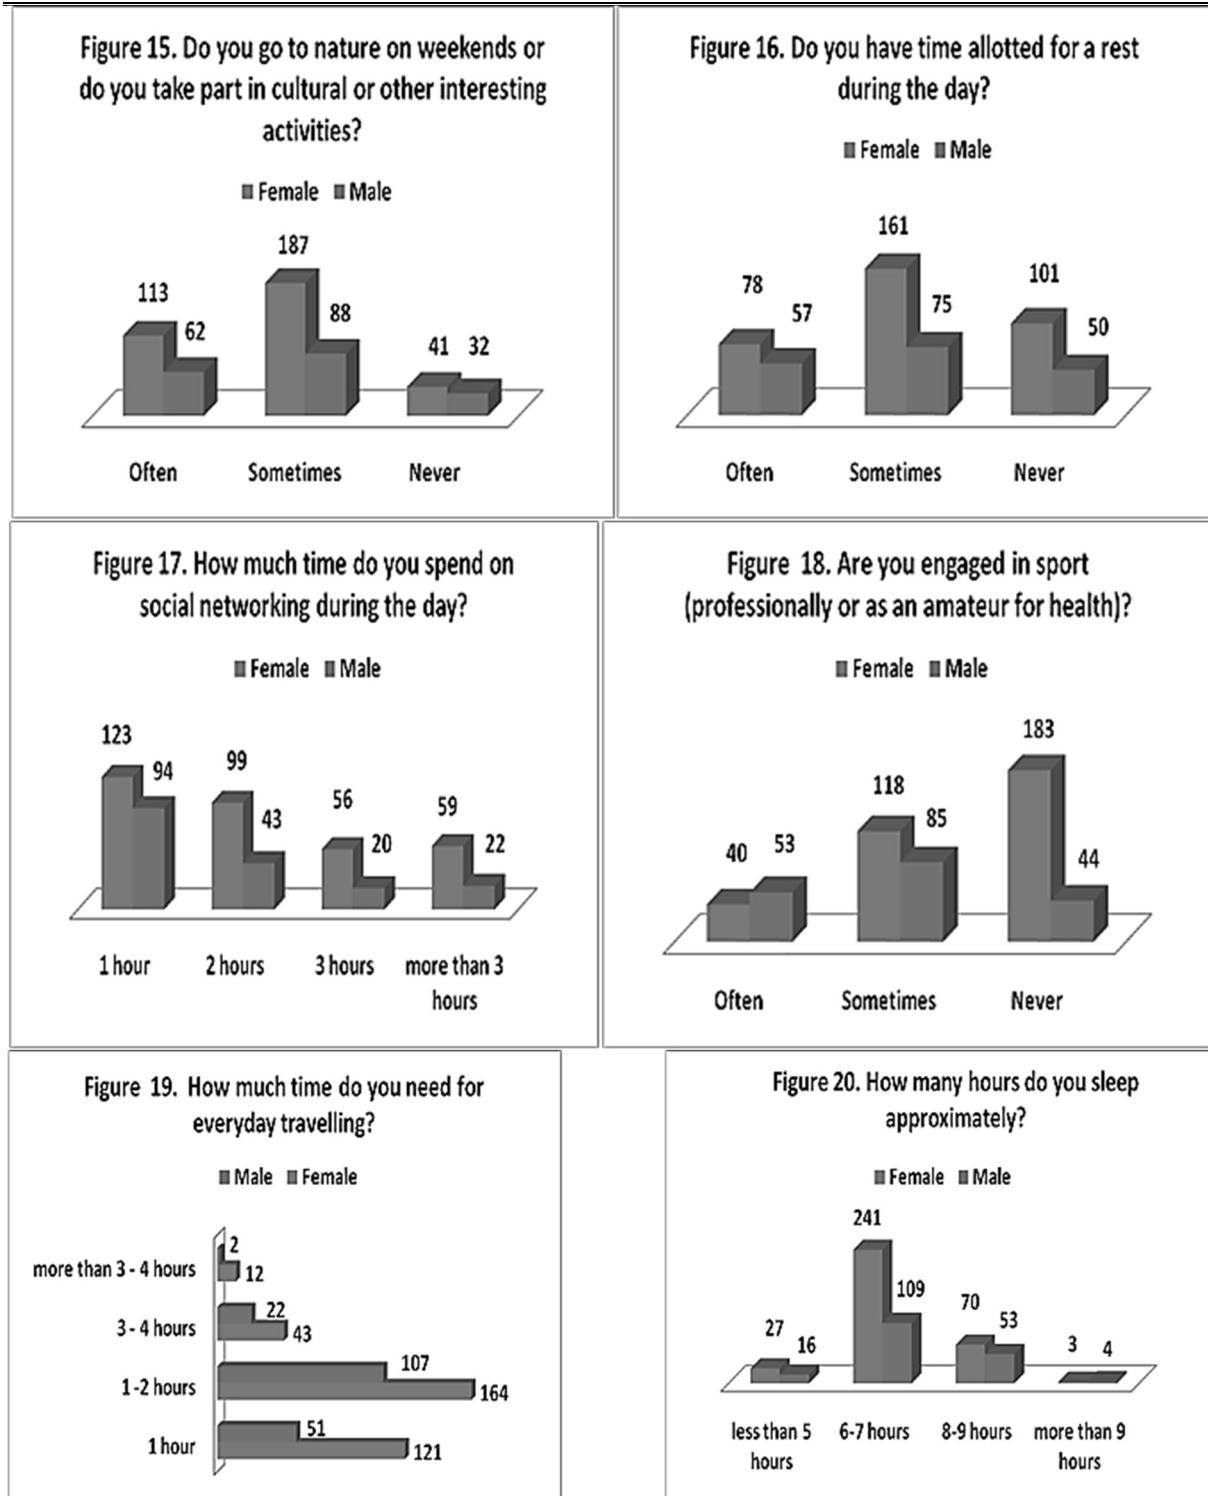 Figure 15. Do you go to nature on weekends or
do you take part in cultural or other interesting
activities?
Female Male
187
113
88
62
41 32
Often Sometimes Never
Figure 16. Do you have time allotted for a rest
during the day?
Female Male
161
101
78
75
57
50
Often Sometimes Never
Figure 17. How much time do you spend on
social networking during the day?
Female Male
123
99
94
56
59
43
20
22
1 hour 2 hours 3 hours more than 3
hours
Figure 18. Are you engaged in sport
(professionally or as an amateur for health)?
Female Male
183
118
85
53
40
44
Often Sometimes Never
Figure 19. How much time do you need for
everyday travelling?
Male Female
2
more than 3 - 4 hours 12
22
3 - 4 hours 43
107
1 -2 hours 164
51
1 hour 121
Figure 20. How many hours do you sleep
approximately?
Female Male
241
109
70
53
27
16
3 4
less than 5 6-7 hours 8-9 hours more than 9
hours hours